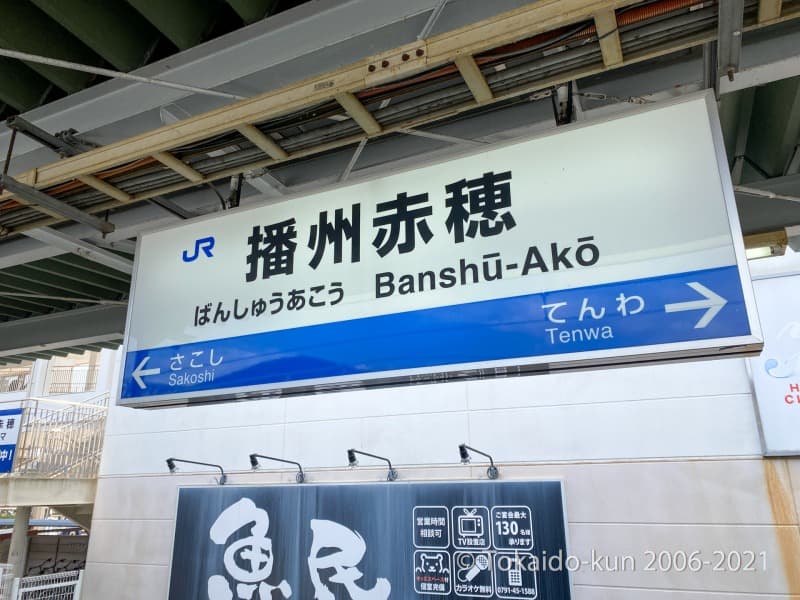 JR
播州赤穂
ばんしゅうあこう Banshū-Akō
← さこし
Sakoshi
てんわ →
Tenwa
穂
マ
中!
H
C
魚民
営業時間
相談可
TV設置店
ご宴会最大
130名様
承ります
個室完備
カラオケ無料
0791-45-1588
© Tokaido-kun 2006-2021